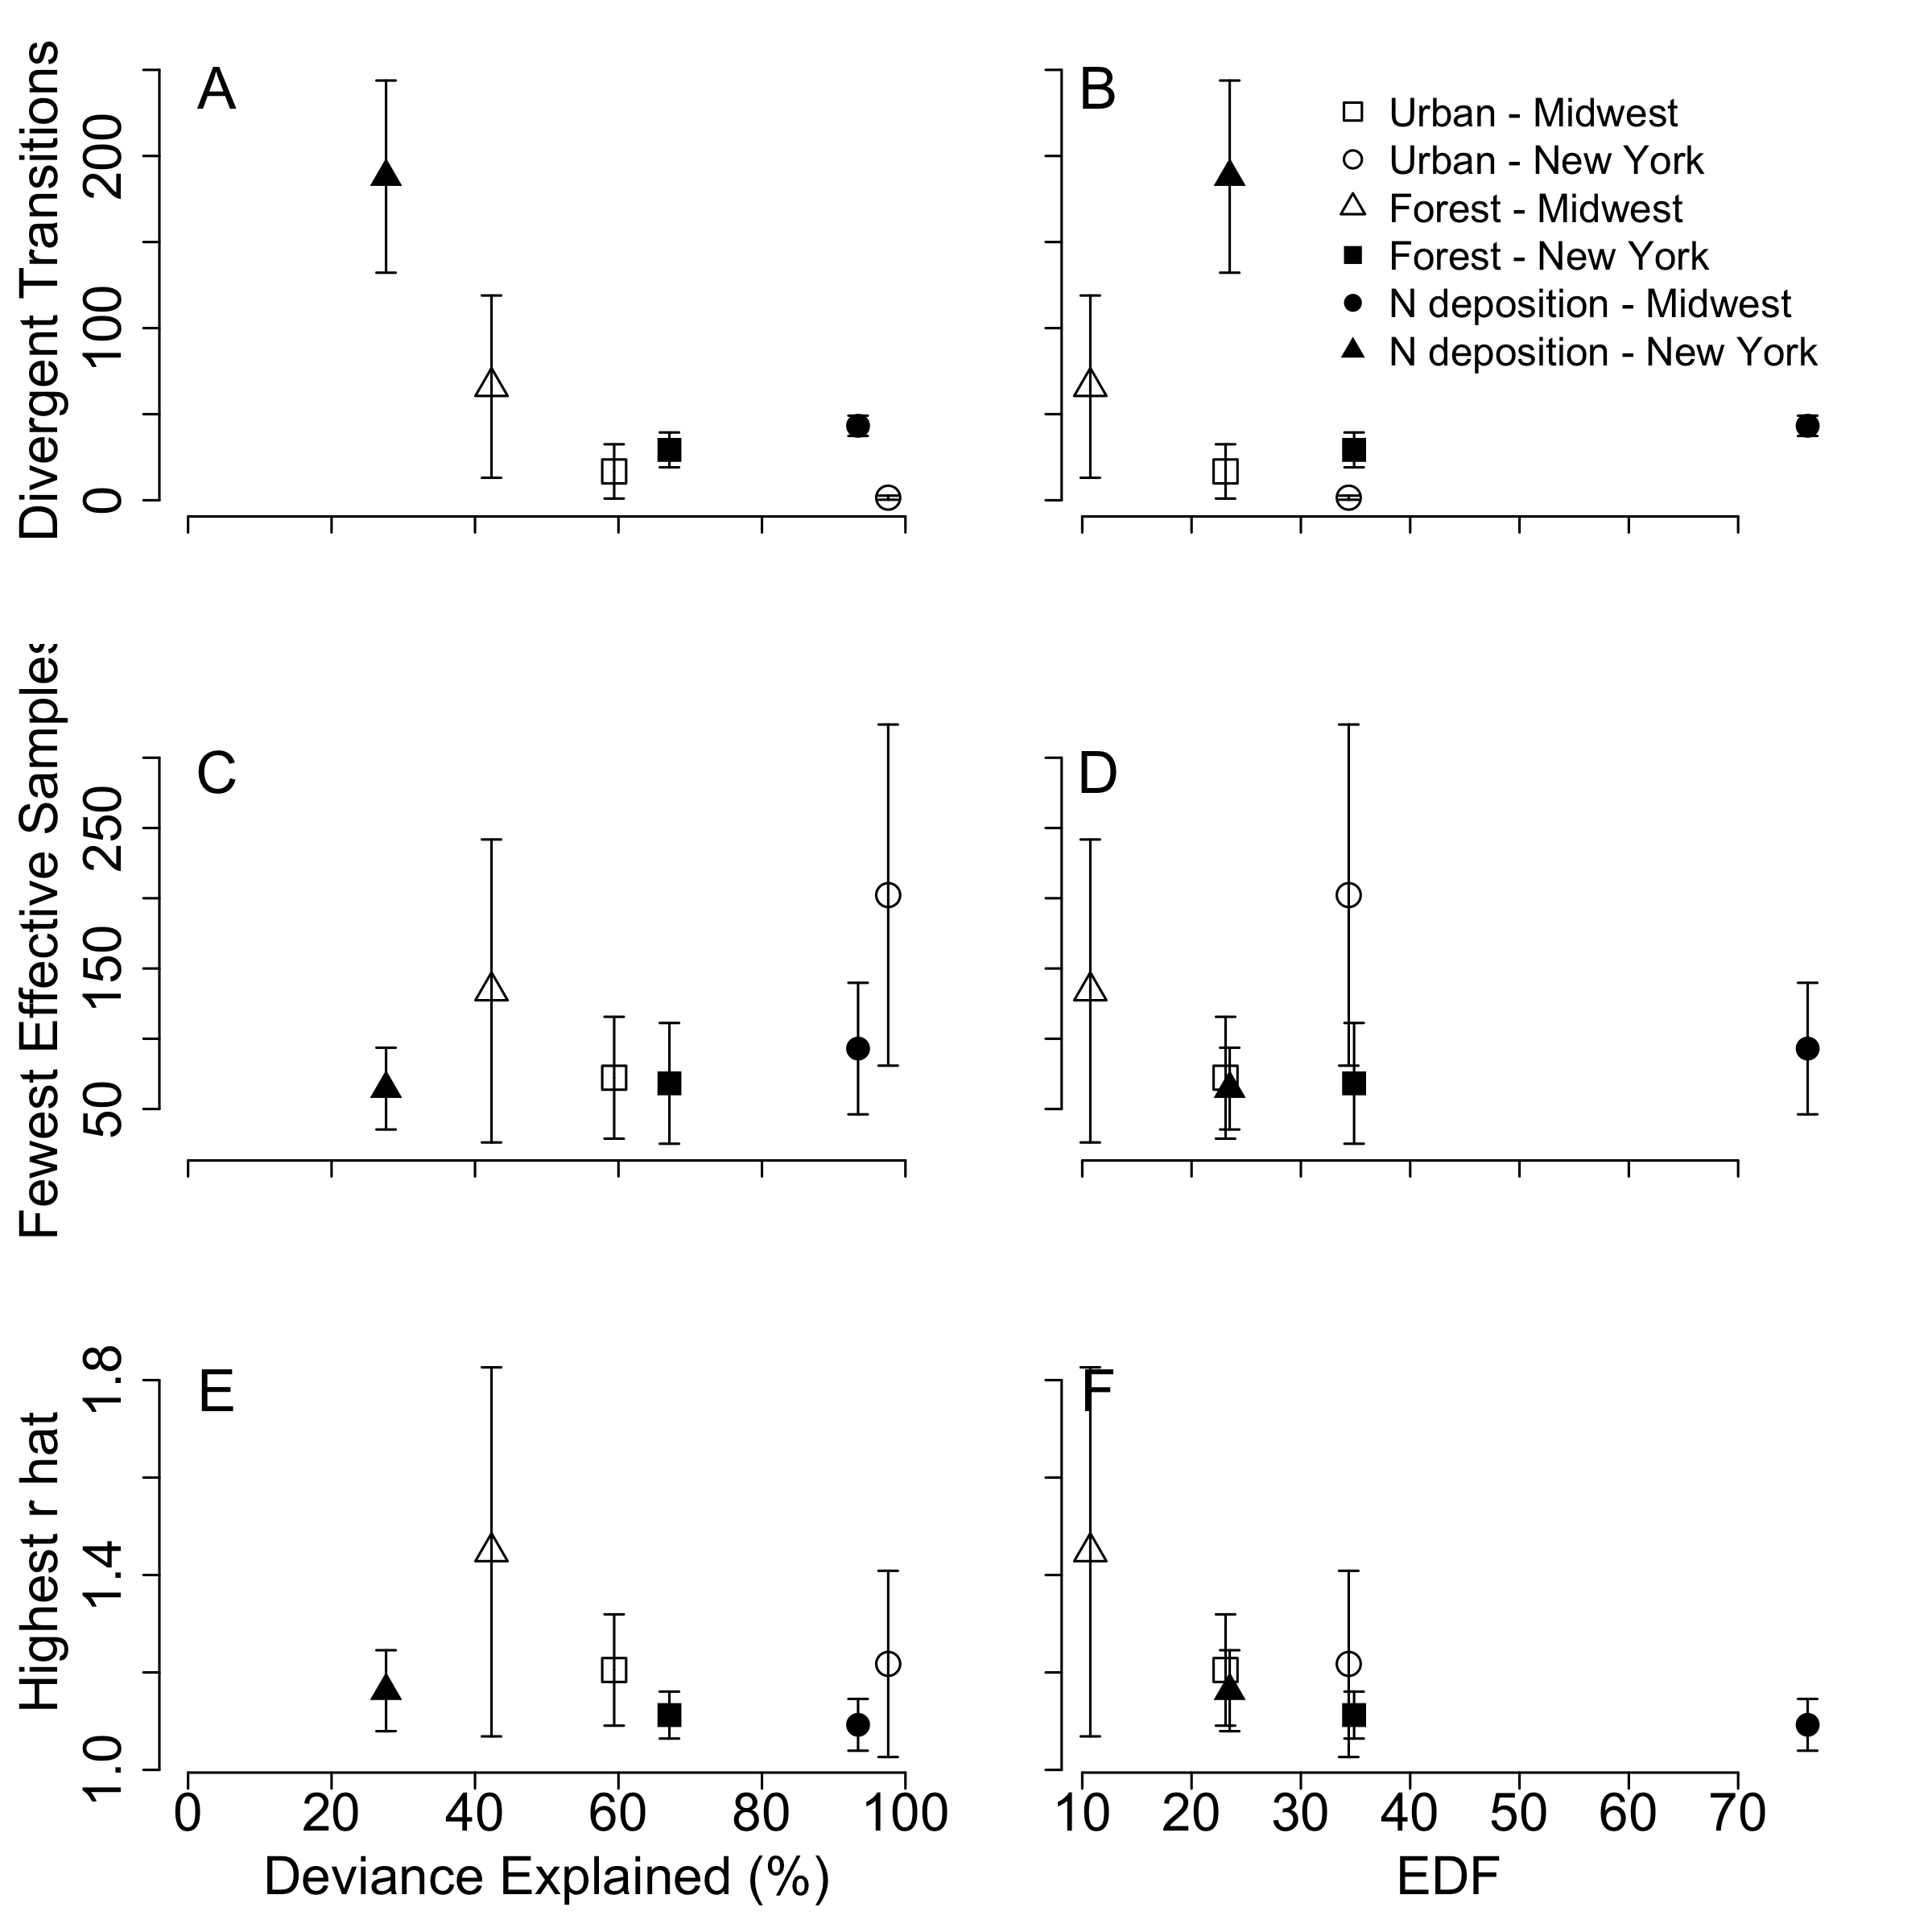 A
B
Urban - Midwest
Urban - New York
Forest - Midwest
Forest - New York
N deposition - Midwest
N deposition - New York
Divergent Transitions
0 100 200
C
D
Fewest Effective Samples
50 150 250
E
F
Highest r hat
1.0 1.4 1.8
0 20 40 60 80 100
10 20 30 40 50 60 70
Deviance Explained (%)
EDF